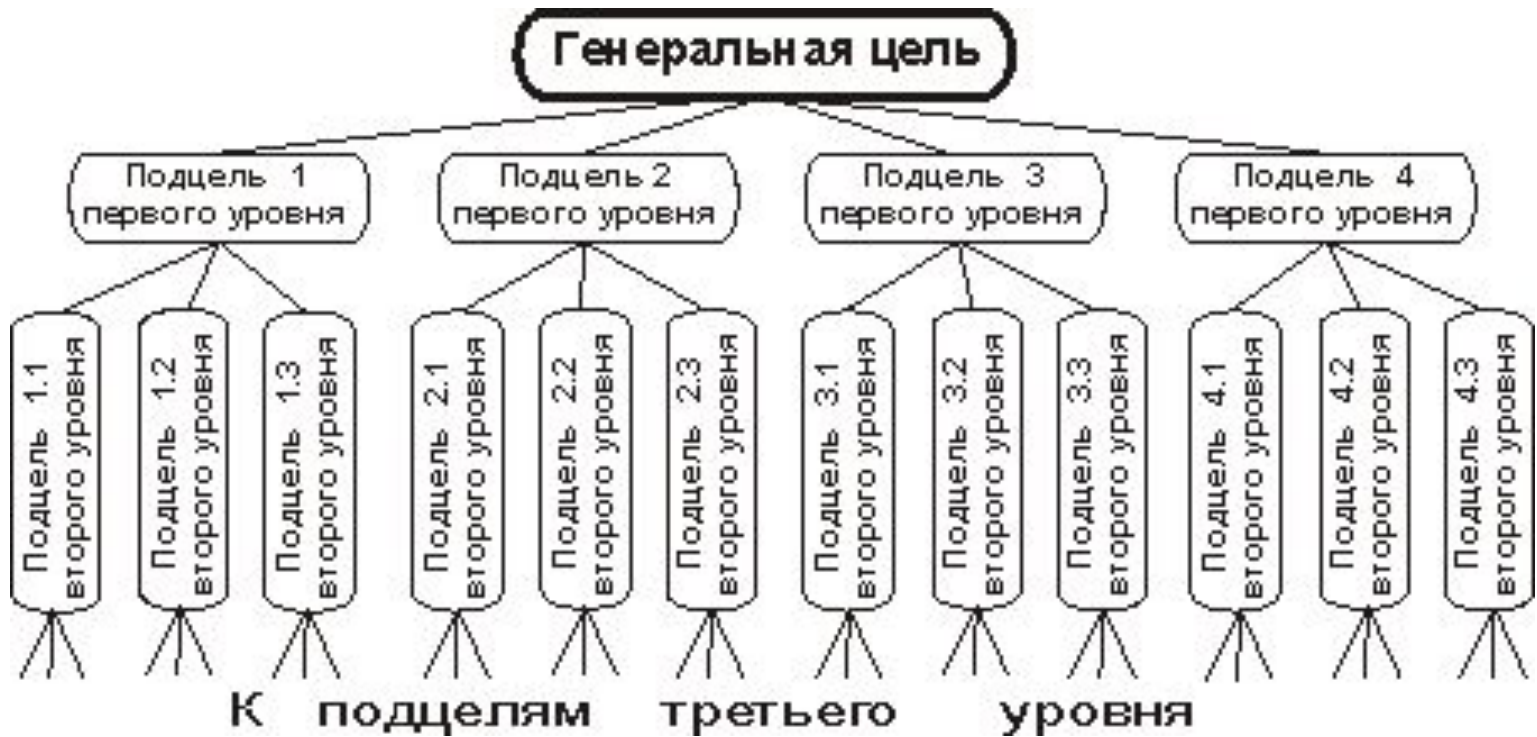 Генеральная цель
Подцель 1
первого уровня
Подцель 2
первого уровня
Подцель 3
первого уровня
Подцель 4
первого уровня
Подцель 1.1
второго уровня
Подцель 1.2
второго уровня
Подцель 1.3
второго уровня
Подцель 2.1
второго уровня
Подцель 2.2
второго уровня
Подцель 2.3
второго уровня
Подцель 3.1
второго уровня
Подцель 3.2
второго уровня
Подцель 3.3
второго уровня
Подцель 4.1
второго уровня
Подцель 4.2
второго уровня
Подцель 4.3
второго уровня
К подцелям третьего уровня